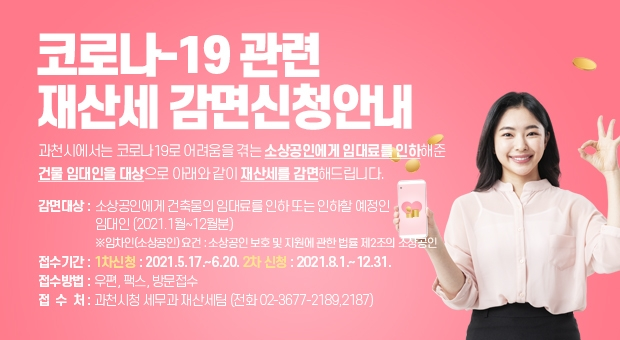 코로나-19 관련
재산세 감면신청안내
과천시에서는 코로나19로 어려움을 겪는 소상공인에게 임대료를 인하해준
건물 임대인을 대상으로 아래와 같이 재산세를 감면해드립니다.
감면대상 : 소상공인에게 건축물의 임대료를 인하 또는 인하할 예정인
임대인 (2021.1월~12월분)
※임차인(소상공인) 요건 : 소상공인 보호 및 지원에 관한 법률 제2조의 소상공인
접수기간 : 1차신청 : 2021.5.17.~6.20. 2차 신청 : 2021.8.1.~12.31.
접수방법 : 우편, 팩스, 방문접수
접 수 처 : 과천시청 세무과 재산세팀 (전화 02-3677-2189,2187)